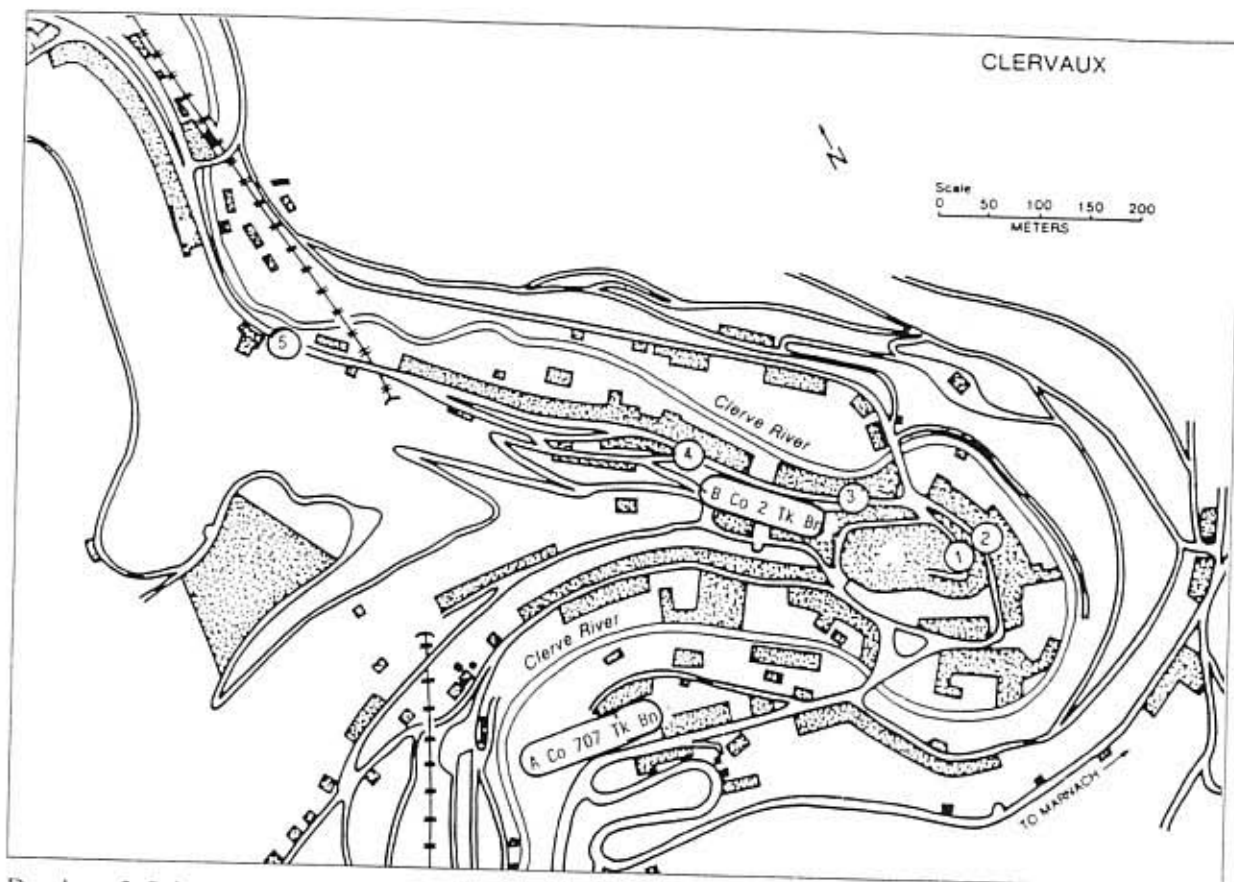 CLERVAUX
N
Scale
0 50 100 150 200
METERS
5
Clerve River
4
B Co 2 Tk Bn
3
2
1
Clerve River
A Co 707 Tk Bn
TO MARNACH